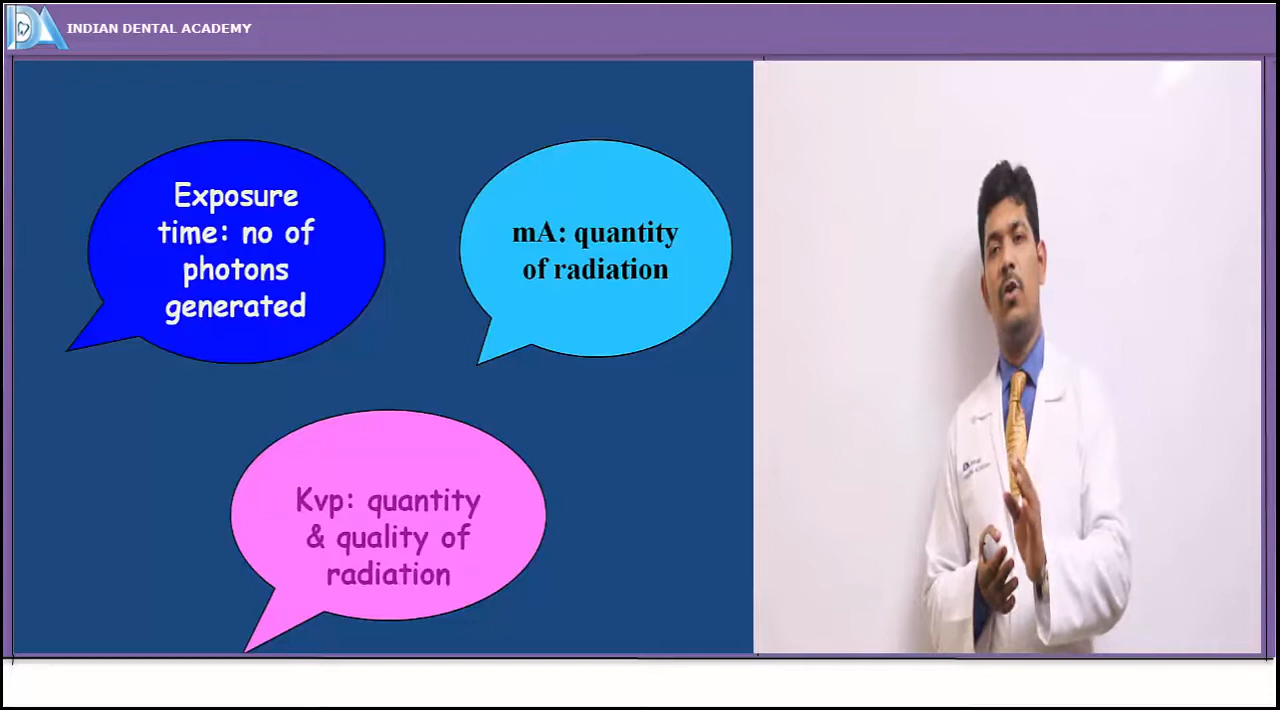 INDIAN DENTAL ACADEMY
Exposure
time: no of
photons
generated
mA: quantity
of radiation
Kvp: quantity
& quality of
radiation